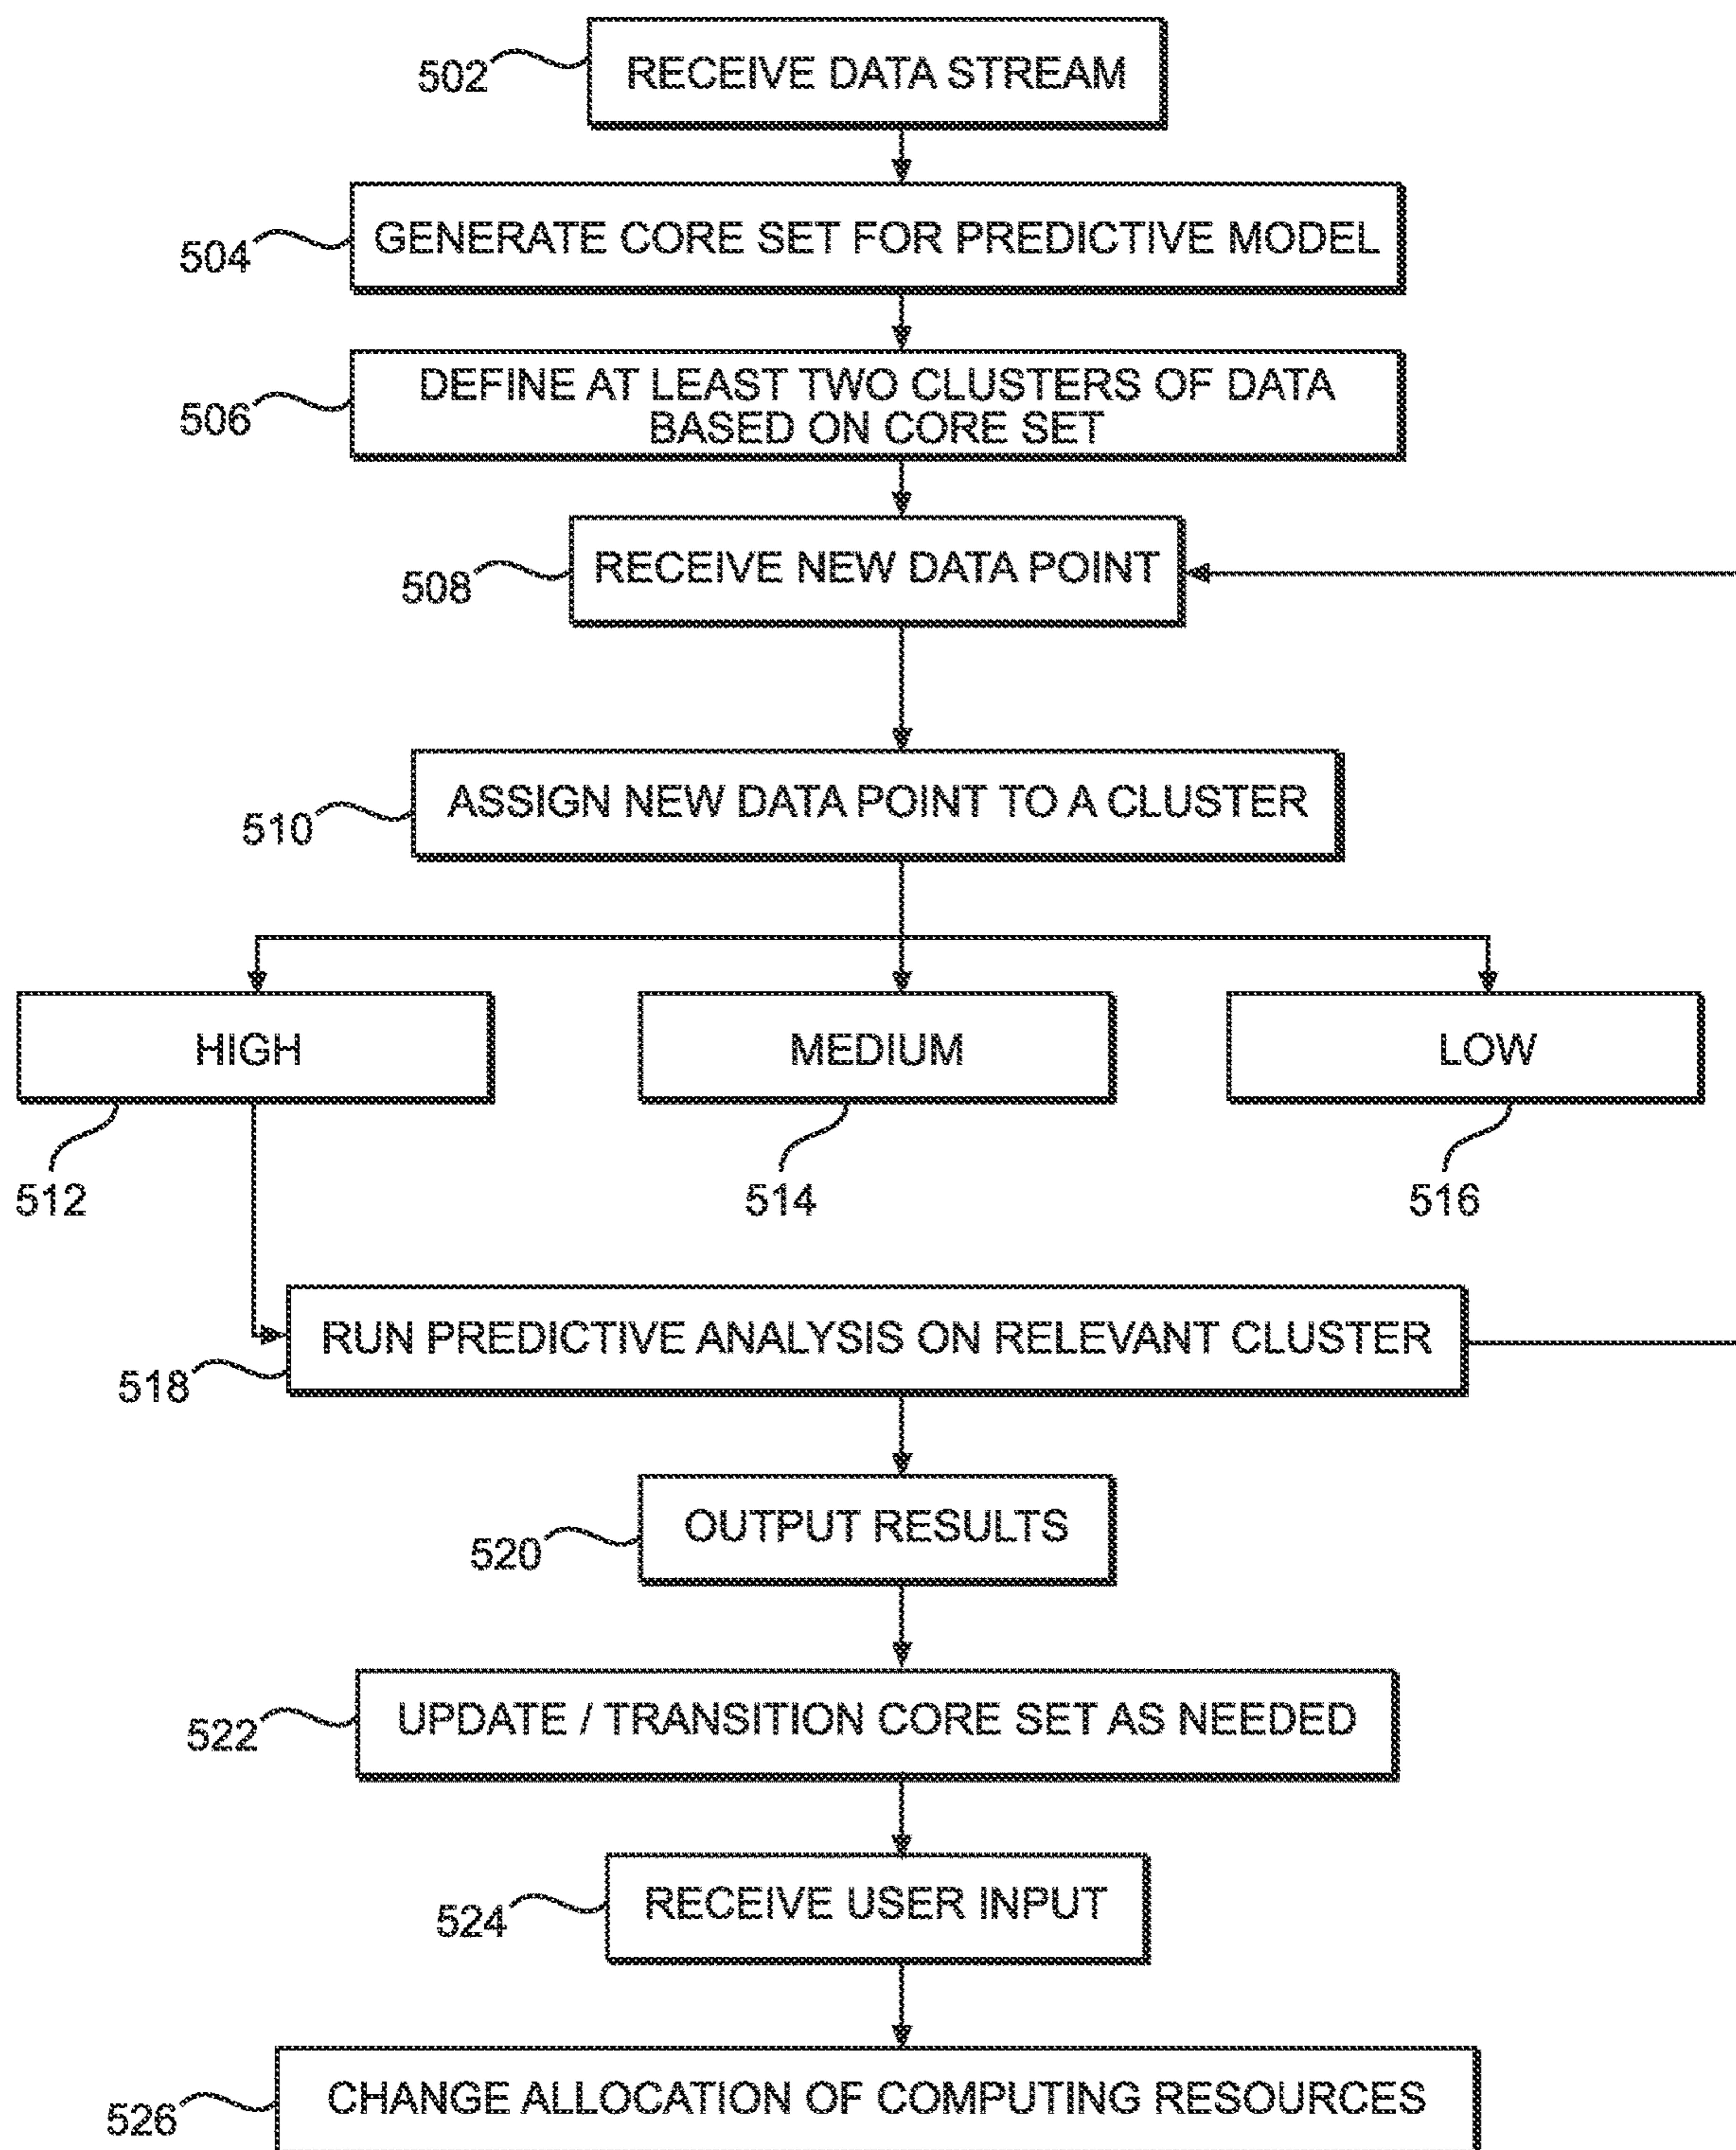 502
RECEIVE DATA STREAM
504
GENERATE CORE SET FOR PREDICTIVE MODEL
506
DEFINE AT LEAST TWO CLUSTERS OF DATA
BASED ON CORE SET
508
RECEIVE NEW DATA POINT
510
ASSIGN NEW DATA POINT TO A CLUSTER
HIGH
MEDIUM
LOW
512
514
516
518
RUN PREDICTIVE ANALYSIS ON RELEVANT CLUSTER
520
OUTPUT RESULTS
522
UPDATE / TRANSITION CORE SET AS NEEDED
524
RECEIVE USER INPUT
526
CHANGE ALLOCATION OF COMPUTING RESOURCES